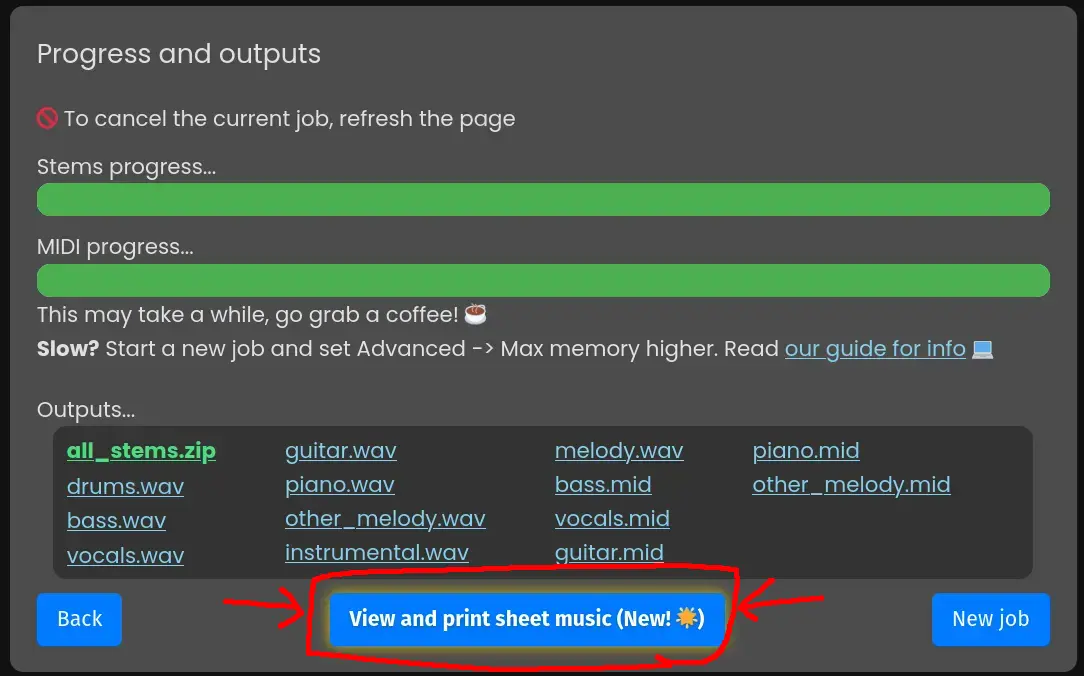 Progress and outputs
🚫 To cancel the current job, refresh the page
Stems progress...
MIDI progress...
This may take a while, go grab a coffee! ☕
Slow? Start a new job and set Advanced -> Max memory higher. Read our guide for info 💻
Outputs...
all_stems.zip
drums.wav
bass.wav
vocals.wav
guitar.wav
piano.wav
other_melody.wav
instrumental.wav
melody.wav
bass.mid
vocals.mid
guitar.mid
piano.mid
other_melody.mid
Back
View and print sheet music (New! 🌟)
New job